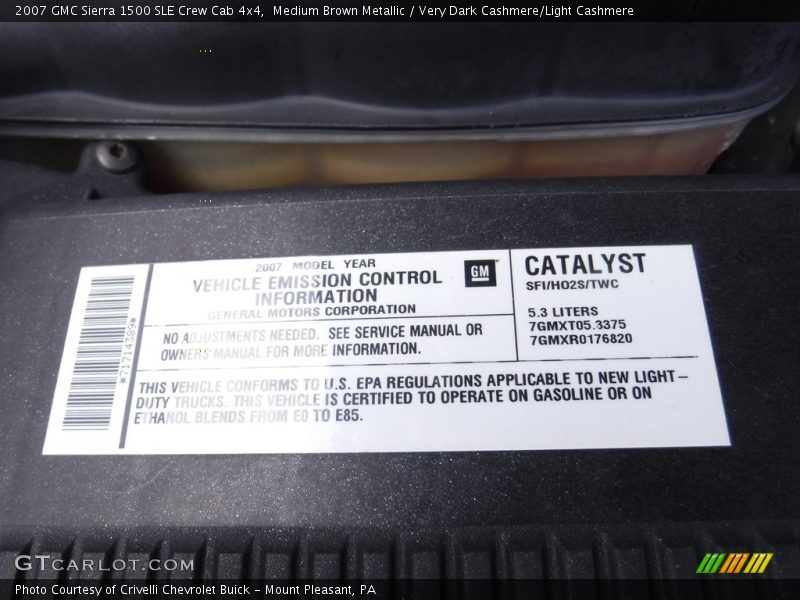 2007 GMC Sierra 1500 SLE Crew Cab 4x4,  Medium Brown Metallic / Very Dark Cashmere/Light Cashmere
2007 MODEL YEAR
VEHICLE EMISSION CONTROL
INFORMATION
GENERAL MOTORS CORPORATION
GM
CATALYST
SFI/HO2S/TWC
5.3 LITERS
7GMXT05.3375
7GMXR0176820
NO ADJUSTMENTS NEEDED. SEE SERVICE MANUAL OR
OWNERS MANUAL FOR MORE INFORMATION.
*71714389*
THIS VEHICLE CONFORMS TO U.S. EPA REGULATIONS APPLICABLE TO NEW LIGHT-
DUTY TRUCKS. THIS VEHICLE IS CERTIFIED TO OPERATE ON GASOLINE OR ON
ETHANOL BLENDS FROM E0 TO E85.
GTCARLOT.COM
Photo Courtesy of Crivelli Chevrolet Buick - Mount Pleasant, PA